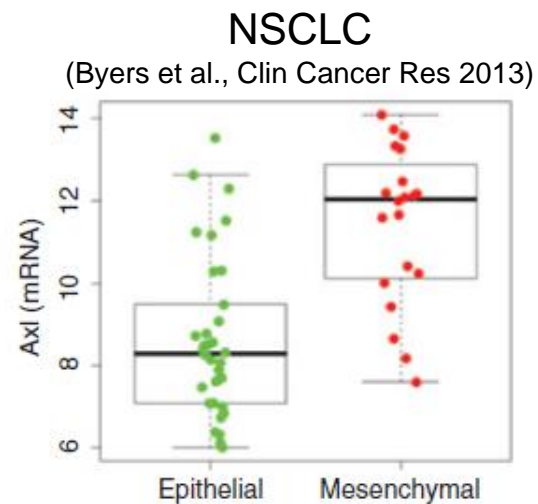 NSCLC
(Byers et al., Clin Cancer Res 2013)
Axl (mRNA)
14
12
10
8
6
Epithelial Mesenchymal